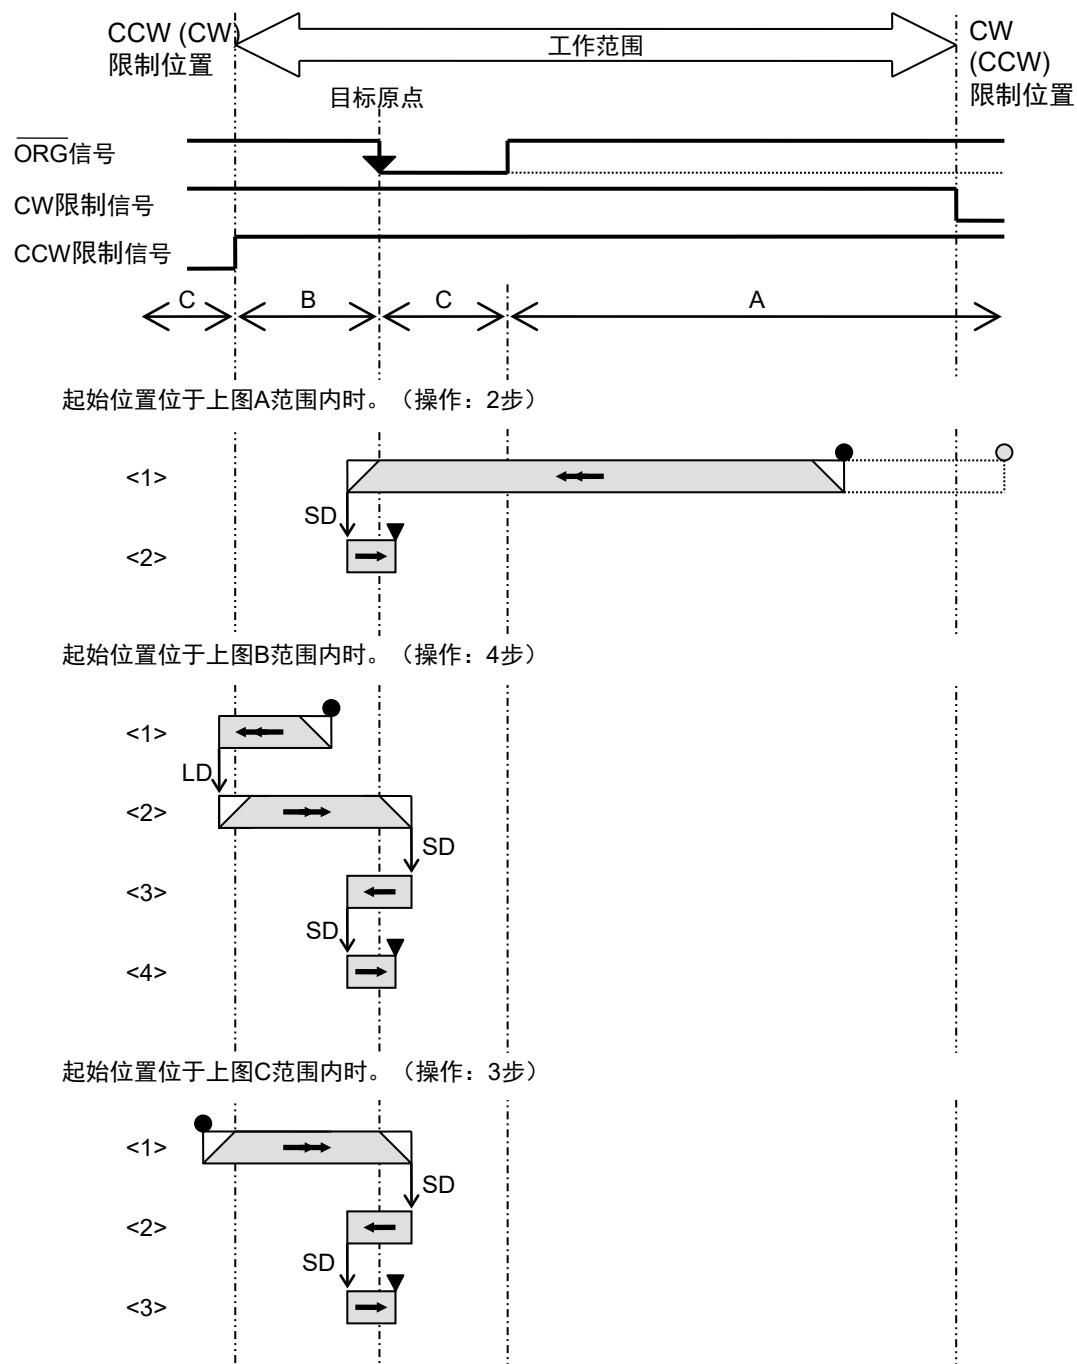 CCW (CW)
限制位置
工作范围
CW
(CCW)
限制位置
目标原点
ORG信号
CW限制信号
CCW限制信号
C
B
C
A
起始位置位于上图A范围内时。（操作：2步）
<1>
SD
<2>
起始位置位于上图B范围内时。（操作：4步）
<1>
LD
<2>
SD
<3>
SD
<4>
起始位置位于上图C范围内时。（操作：3步）
<1>
SD
<2>
SD
<3>